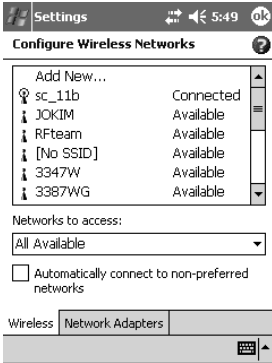 Settings 5:49 ok
Configure Wireless Networks
Add New...
sc_11b Connected
JOKIM Available
RFteam Available
[No SSID] Available
3347W Available
3387WG Available
Networks to access:
All Available
Automatically connect to non-preferred
networks
Wireless Network Adapters